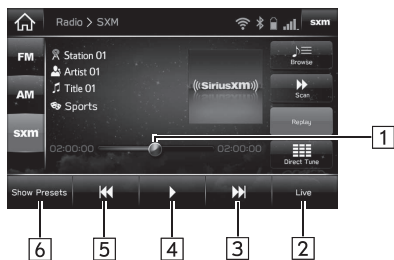 Radio > SXM
sxm
FM
AM
sxm
Station 01
Artist 01
Title 01
Sports
((SiriusXM))
Browse
Scan
Replay
Direct Tune
02:00:00
02:00:00
Show Presets
Live
1
6
5
4
3
2